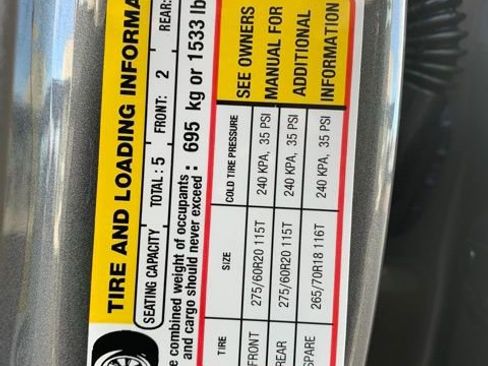 TIRE AND LOADING INFORMA
SEATING CAPACITY TOTAL : 5 FRONT: 2 REAR:
e combined weight of occupants
and cargo should never exceed : 695 kg or 1533 lb
TIRE SIZE COLD TIRE PRESSURE
FRONT 275/60R20 115T 240 KPA, 35 PSI
REAR 275/60R20 115T 240 KPA, 35 PSI
SPARE 265/70R18 116T 240 KPA, 35 PSI
SEE OWNERS
MANUAL FOR
ADDITIONAL
INFORMATION